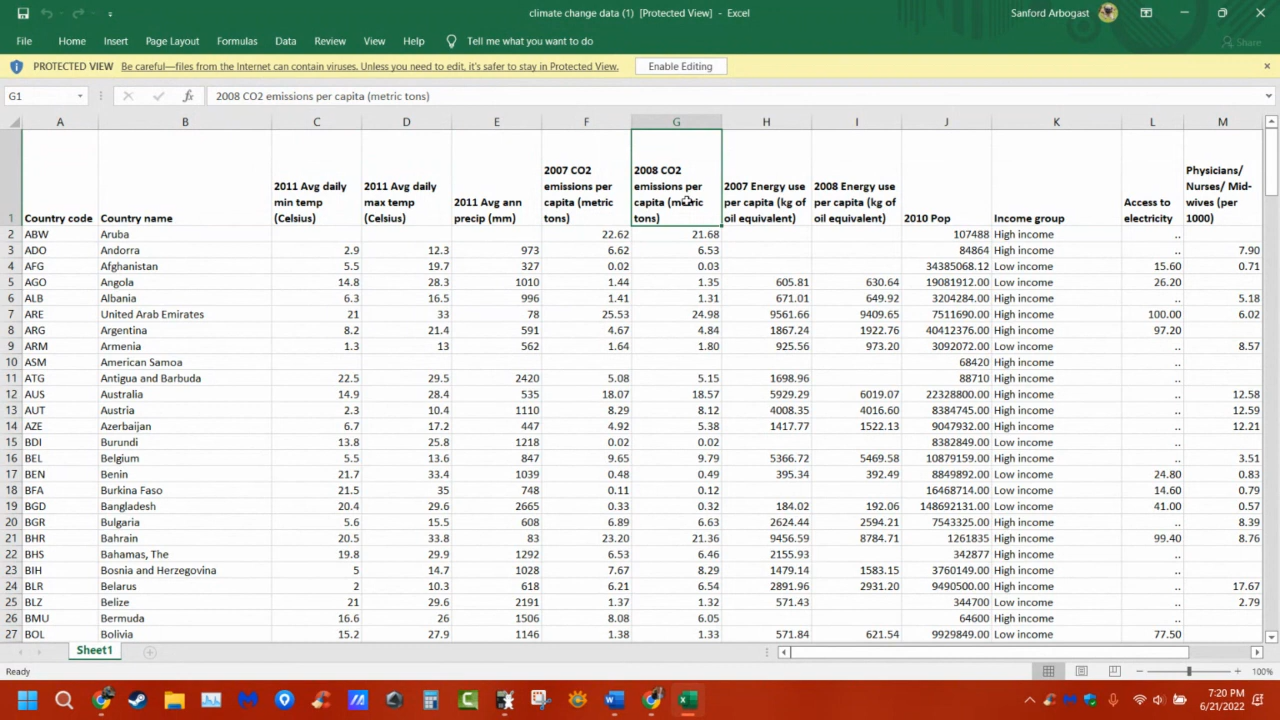 climate change data (1) [Protected View] - Excel
Sanford Arbogast
File Home Insert Page Layout Formulas Data Review View Help Tell me what you want to do
Share
PROTECTED VIEW Be careful—files from the Internet can contain viruses. Unless you need to edit, it's safer to stay in Protected View. Enable Editing
G1 fx 2008 CO2 emissions per capita (metric tons)
A B C D E F G H I J K L M
1 Country code Country name 2011 Avg daily min temp (Celsius) 2011 Avg daily max temp (Celsius) 2011 Avg ann precip (mm) 2007 CO2 emissions per capita (metric tons) 2008 CO2 emissions per capita (metric tons) 2007 Energy use per capita (kg of oil equivalent) 2008 Energy use per capita (kg of oil equivalent) 2010 Pop Income group Access to electricity Physicians/ Nurses/ Mid-wives (per 1000)
2 ABW Aruba 22.62 21.68 107488 High income ..
3 ADO Andorra 2.9 12.3 973 6.62 6.53 84864 High income .. 7.90
4 AFG Afghanistan 5.5 19.7 327 0.02 0.03 34385068.12 Low income 15.60 0.71
5 AGO Angola 14.8 28.3 1010 1.44 1.35 605.81 630.64 19081912.00 Low income 26.20
6 ALB Albania 6.3 16.5 996 1.41 1.31 671.01 649.92 3204284.00 High income .. 5.18
7 ARE United Arab Emirates 21 33 78 25.53 24.98 9561.66 9409.65 7511690.00 High income 100.00 6.02
8 ARG Argentina 8.2 21.4 591 4.67 4.84 1867.24 1922.76 40412376.00 High income 97.20
9 ARM Armenia 1.3 13 562 1.64 1.80 925.56 973.20 3092072.00 Low income .. 8.57
10 ASM American Samoa 68420 High income ..
11 ATG Antigua and Barbuda 22.5 29.5 2420 5.08 5.15 1698.96 88710 High income ..
12 AUS Australia 14.9 28.4 535 18.07 18.57 5929.29 6019.07 22328800.00 High income .. 12.58
13 AUT Austria 2.3 10.4 1110 8.29 8.12 4008.35 4016.60 8384745.00 High income .. 12.59
14 AZE Azerbaijan 6.7 17.2 447 4.92 5.38 1417.77 1522.13 9047932.00 High income .. 12.21
15 BDI Burundi 13.8 25.8 1218 0.02 0.02 8382849.00 Low income ..
16 BEL Belgium 5.5 13.6 847 9.65 9.79 5366.72 5469.58 10879159.00 High income .. 3.51
17 BEN Benin 21.7 33.4 1039 0.48 0.49 395.34 392.49 8849892.00 Low income 24.80 0.83
18 BFA Burkina Faso 21.5 35 748 0.11 0.12 16468714.00 Low income 14.60 0.79
19 BGD Bangladesh 20.4 29.6 2665 0.33 0.32 184.02 192.06 148692131.00 Low income 41.00 0.57
20 BGR Bulgaria 5.6 15.5 608 6.89 6.63 2624.44 2594.21 7543325.00 High income .. 8.39
21 BHR Bahrain 20.5 33.8 83 23.20 21.36 9456.59 8784.71 1261835 High income 99.40 8.76
22 BHS Bahamas, The 19.8 29.9 1292 6.53 6.46 2155.93 342877 High income ..
23 BIH Bosnia and Herzegovina 5 14.7 1028 7.67 8.29 1479.14 1583.15 3760149.00 High income ..
24 BLR Belarus 2 10.3 618 6.21 6.54 2891.96 2931.20 9490500.00 High income .. 17.67
25 BLZ Belize 21 29.6 2191 1.37 1.32 571.43 344700 Low income .. 2.79
26 BMU Bermuda 16.6 26 1506 8.08 6.05 64600 High income ..
27 BOL Bolivia 15.2 27.9 1146 1.38 1.33 571.84 621.54 9929849.00 Low income 77.50
Sheet1
Ready 100%
7:20 PM
6/21/2022